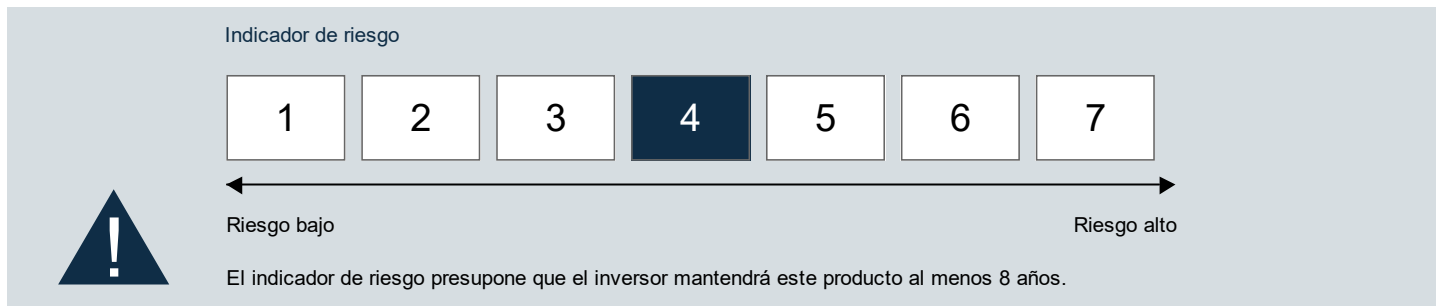 Indicador de riesgo
1 2 3 4 5 6 7
Riesgo bajo Riesgo alto
!
El indicador de riesgo presupone que el inversor mantendrá este producto al menos 8 años.